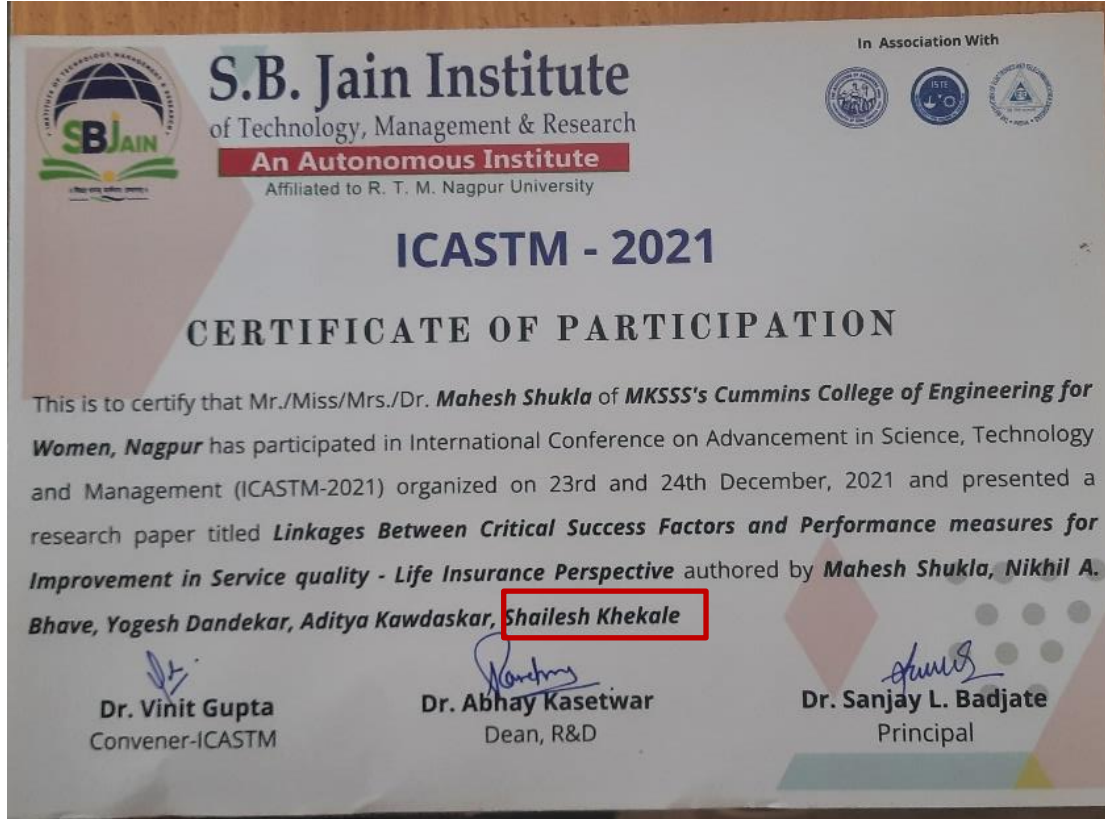 In Association With
S.B. Jain Institute
of Technology, Management & Research
An Autonomous Institute
Affiliated to R. T. M. Nagpur University
SBJAIN
ISTE
ICASTM - 2021
CERTIFICATE OF PARTICIPATION
This is to certify that Mr./Miss/Mrs./Dr. Mahesh Shukla of MKSSS's Cummins College of Engineering for
Women, Nagpur has participated in International Conference on Advancement in Science, Technology
and Management (ICASTM-2021) organized on 23rd and 24th December, 2021 and presented a
research paper titled Linkages Between Critical Success Factors and Performance measures for
Improvement in Service quality - Life Insurance Perspective authored by Mahesh Shukla, Nikhil A.
Bhave, Yogesh Dandekar, Aditya Kawdaskar, Shailesh Khekale
Dr. Vinit Gupta
Convener-ICASTM
Dr. Abhay Kasetwar
Dean, R&D
Dr. Sanjay L. Badjate
Principal